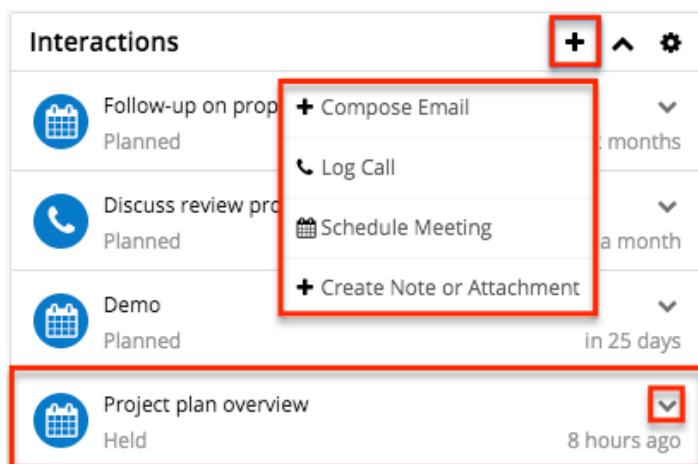 Interactions
Follow-up on prop
Planned
months
Compose Email
Log Call
Discuss review pro
Planned
a month
Schedule Meeting
Create Note or Attachment
Demo
Planned
in 25 days
Project plan overview
Held
8 hours ago